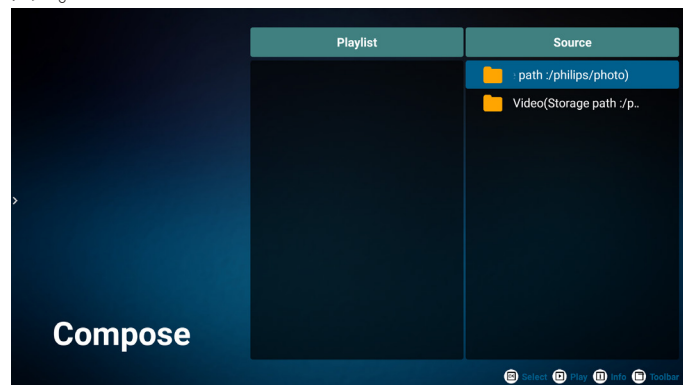 Playlist
Source
: path :/philips/photo)
Video(Storage path :/p..
Compose
Select Play Info Toolbar